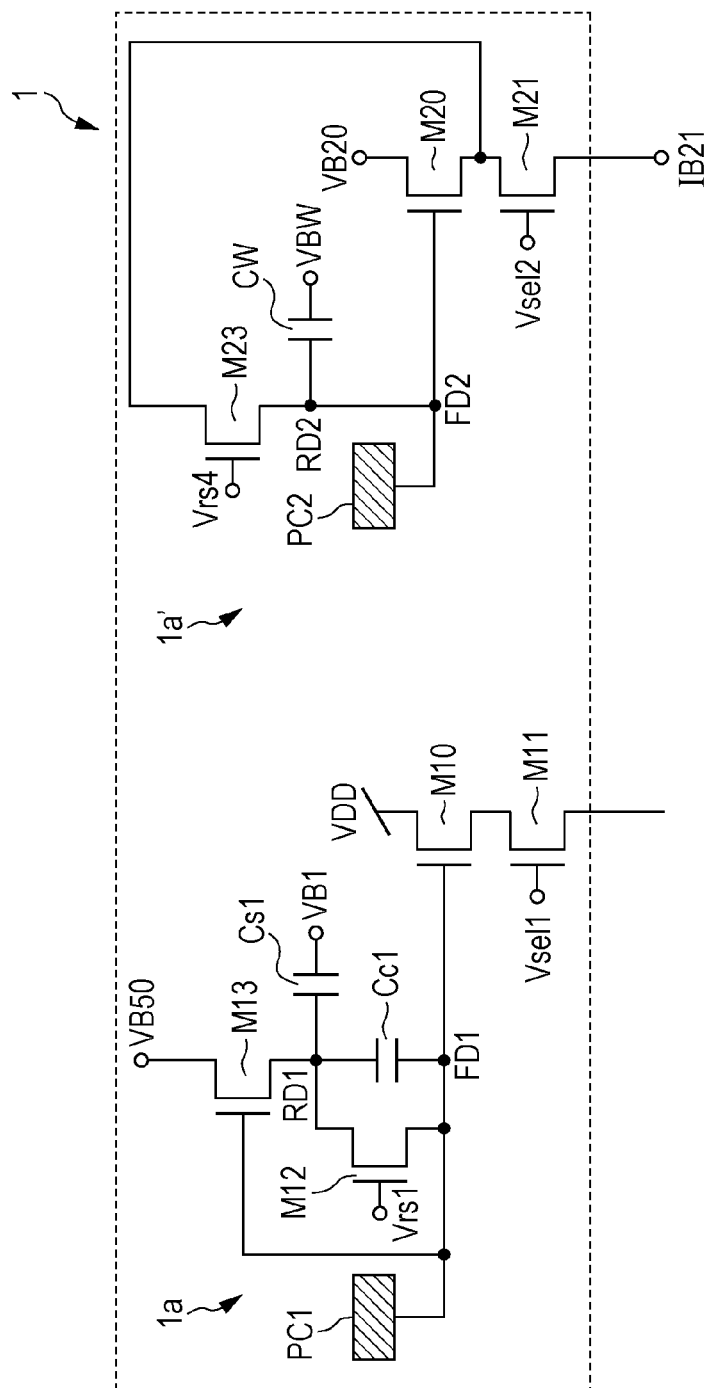 1
1a
PC1
M12
Vrs1
VB50
M13
RD1
Cs1
VB1
Cc1
FD1
VDD
M10
M11
Vsel1
1a'
PC2
Vrs4
M23
RD2
CW
VBW
FD2
VB20
M20
M21
Vsel2
IB21